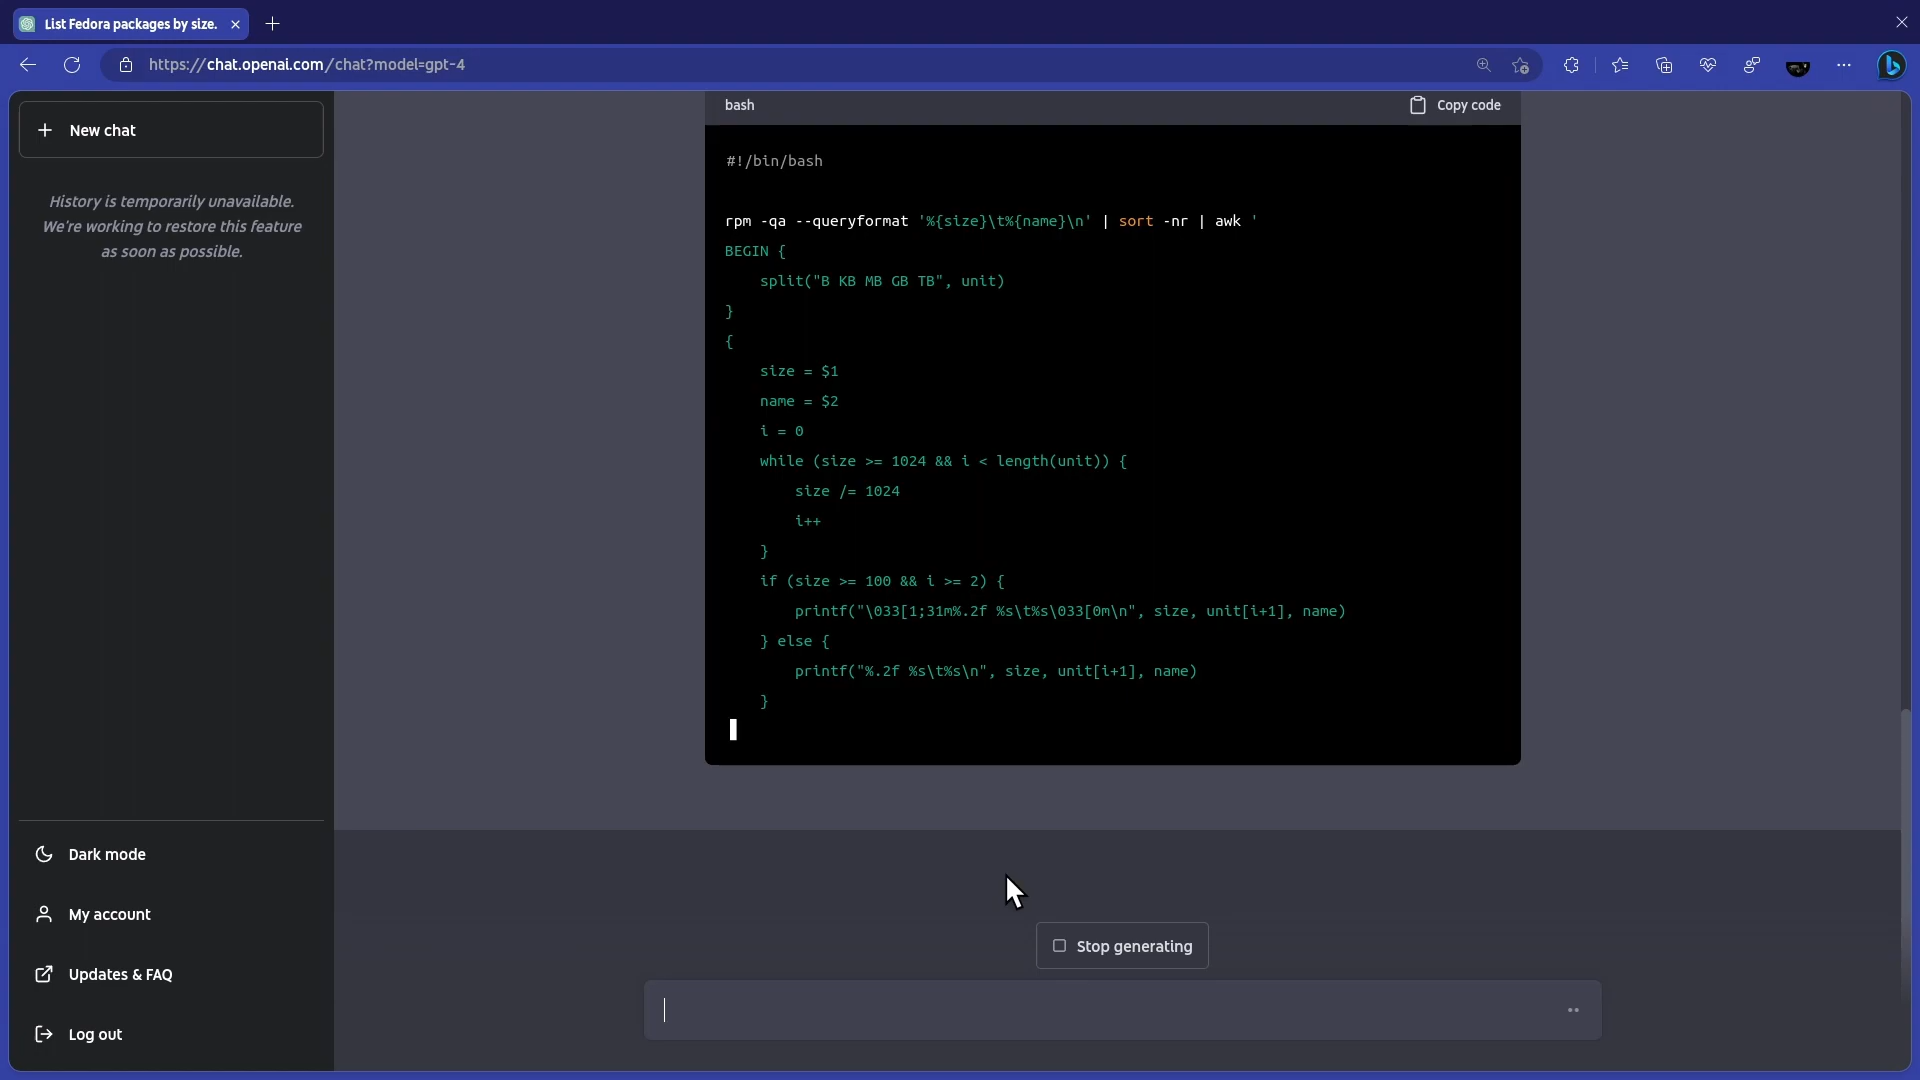 List Fedora packages by size.
https://chat.openai.com/chat?model=gpt-4
New chat
History is temporarily unavailable.
We're working to restore this feature
as soon as possible.
bash
Copy code
#!/bin/bash
rpm -qa --queryformat '%{size}\t%{name}\n' | sort -nr | awk '
BEGIN {
    split("B KB MB GB TB", unit)
}
{
    size = $1
    name = $2
    i = 0
    while (size >= 1024 && i < length(unit)) {
        size /= 1024
        i++
    }
    if (size >= 100 && i >= 2) {
        printf("\033[1;31m%.2f %s\t%s\033[0m\n", size, unit[i+1], name)
    } else {
        printf("%.2f %s\t%s\n", size, unit[i+1], name)
    }
Stop generating
Dark mode
My account
Updates & FAQ
Log out